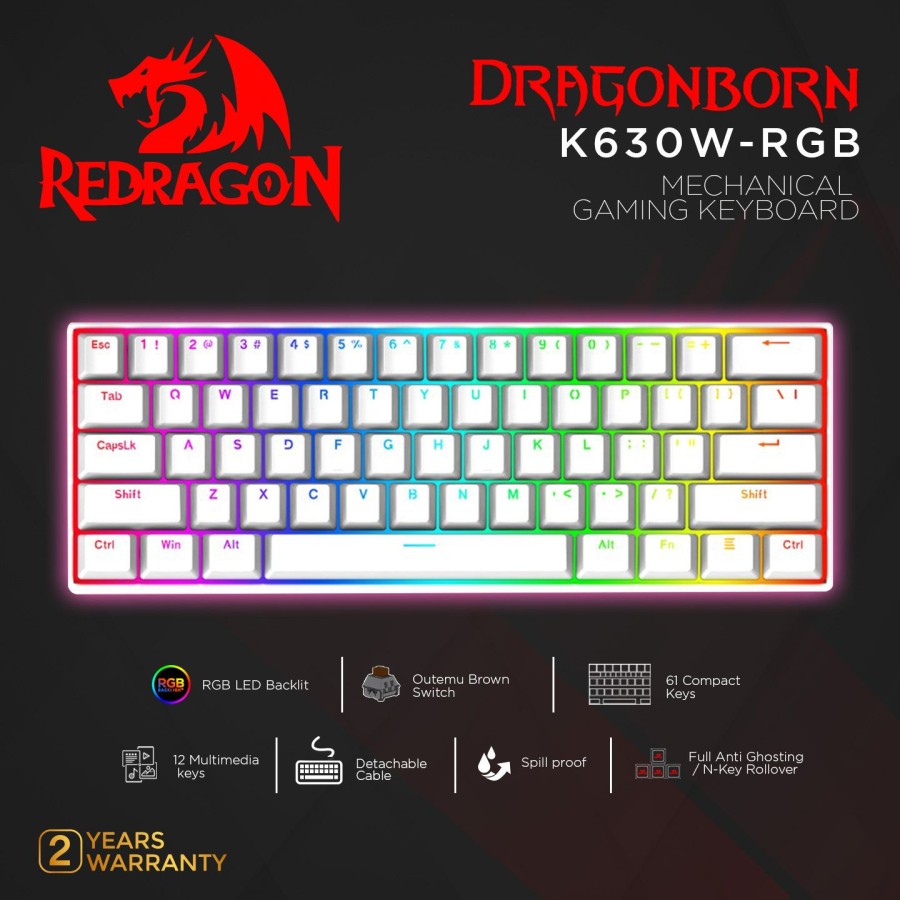 REDRAGON
DRAGONBORN
K630W-RGB
MECHANICAL
GAMING KEYBOARD
Esc 1 ! 2 @ 3 # 4 $ 5 % 6 ^ 7 & 8 * 9 ( 0 ) - - = +
Tab Q W E R T Y U I O P [ { ] } \ |
CapsLk A S D F G H J K L ; : ' "
Shift Z X C V B N M , < . > / ? Shift
Ctrl Win Alt Alt Fn Ctrl
RGB
RGB LED Backlit
Outemu Brown
Switch
61 Compact
Keys
12 Multimedia
keys
Detachable
Cable
Spill proof
Full Anti Ghosting
/ N-Key Rollover
2 YEARS
WARRANTY